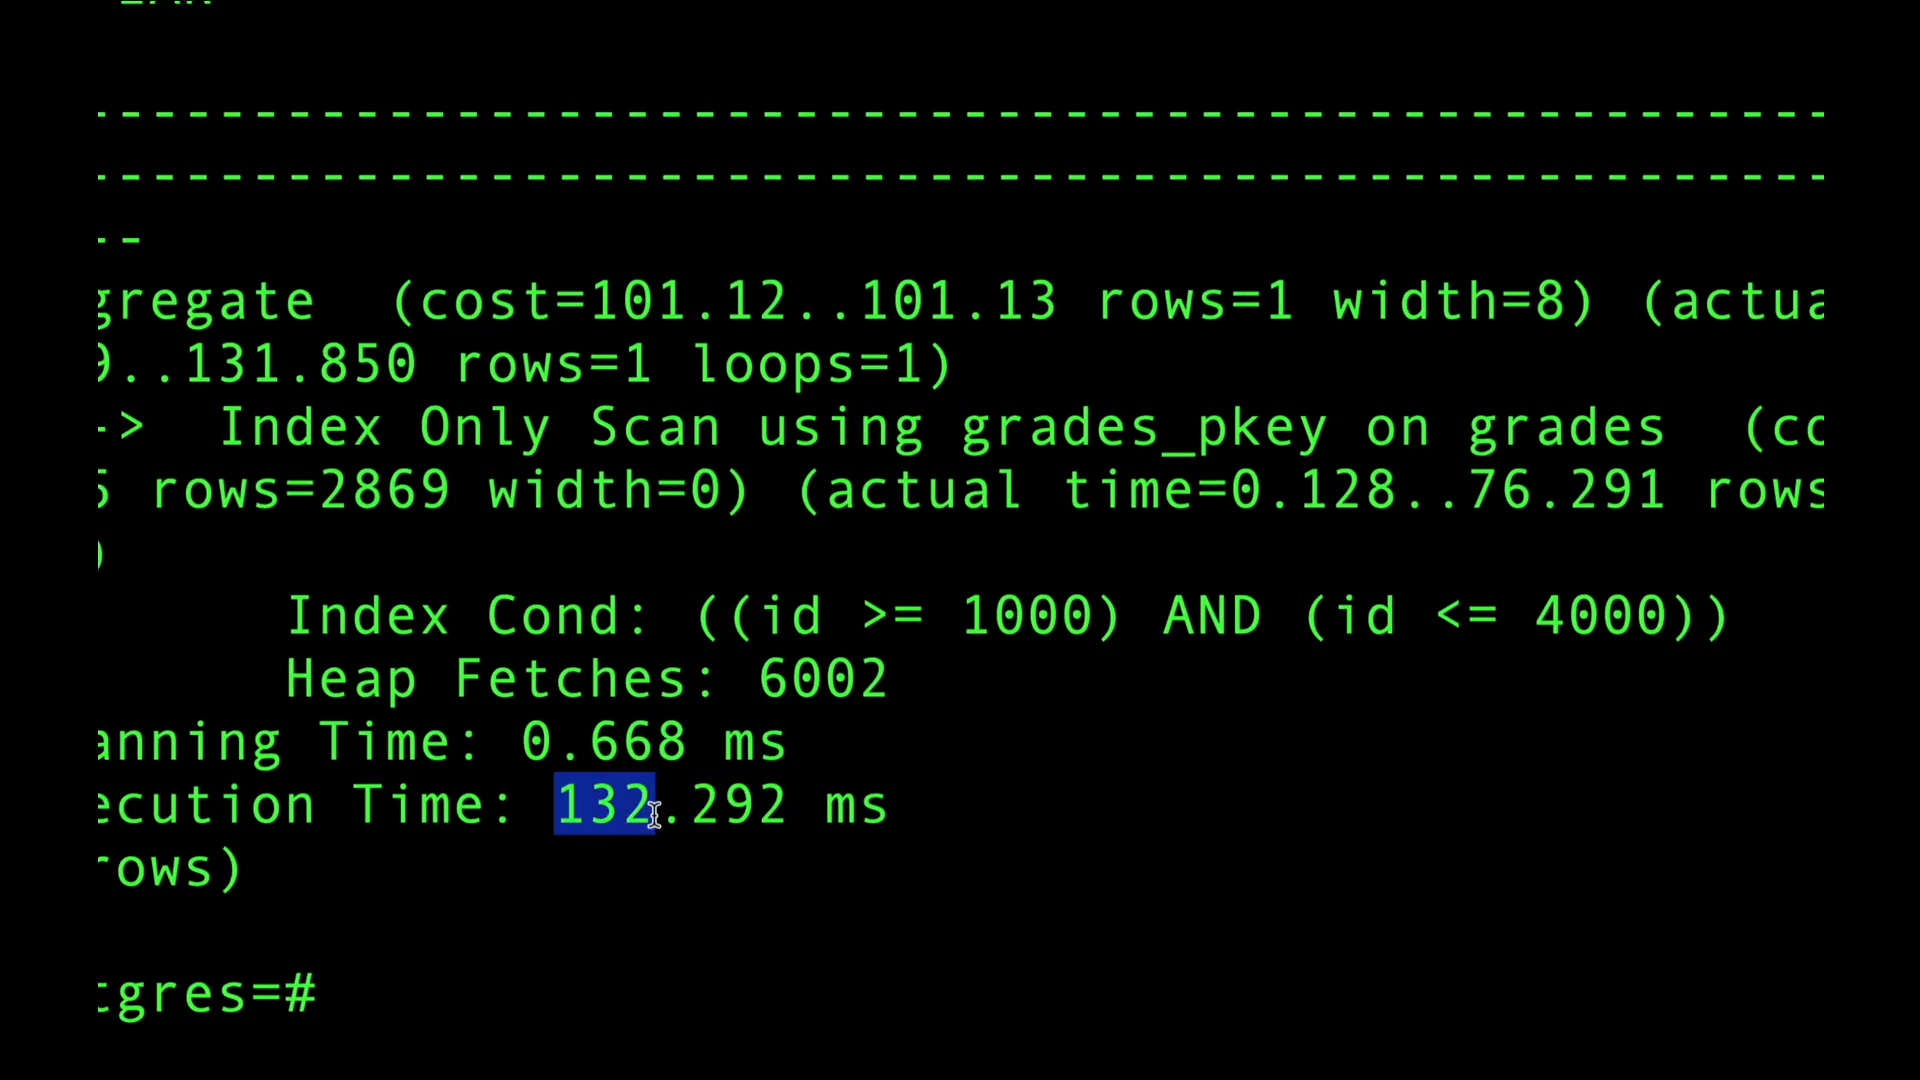 --------------------------------------------------------
--------------------------------------------------------
--
gregate  (cost=101.12..101.13 rows=1 width=8) (actua
9..131.850 rows=1 loops=1)
->  Index Only Scan using grades_pkey on grades  (co
5 rows=2869 width=0) (actual time=0.128..76.291 rows
)
Index Cond: ((id >= 1000) AND (id <= 4000))
Heap Fetches: 6002
anning Time: 0.668 ms
ecution Time: 132.292 ms
rows)
tgres=#